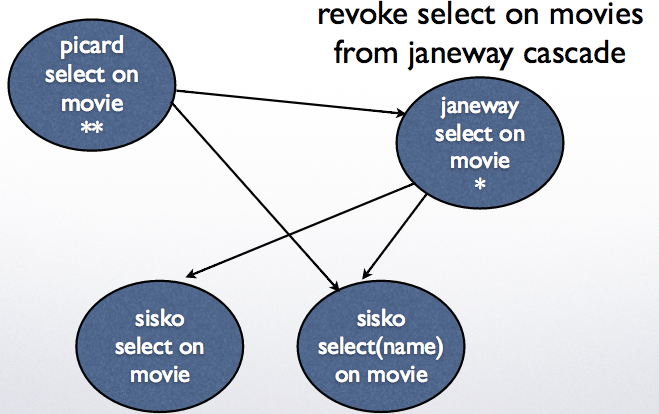 revoke select on movies
from janeway cascade
picard
select on
movie
**
janeway
select on
movie
*
sisko
select on
movie
sisko
select(name)
on movie